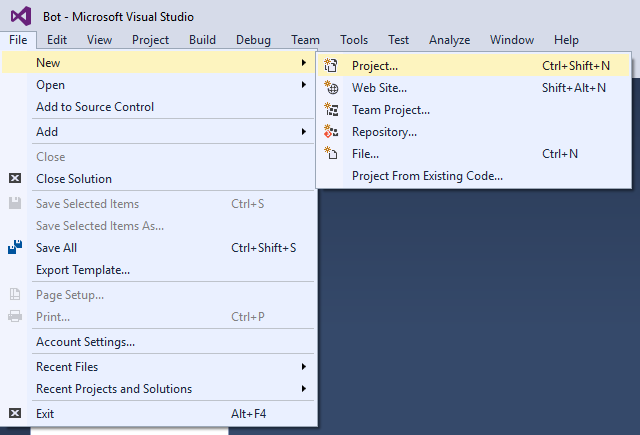 Bot - Microsoft Visual Studio
File Edit View Project Build Debug Team Tools Test Analyze Window Help
New
Open
Add to Source Control
Add
Close
Close Solution
Save Selected Items Ctrl+S
Save Selected Items As...
Save All Ctrl+Shift+S
Export Template...
Page Setup...
Print... Ctrl+P
Account Settings...
Recent Files
Recent Projects and Solutions
Exit Alt+F4
Project... Ctrl+Shift+N
Web Site... Shift+Alt+N
Team Project...
Repository...
File... Ctrl+N
Project From Existing Code...